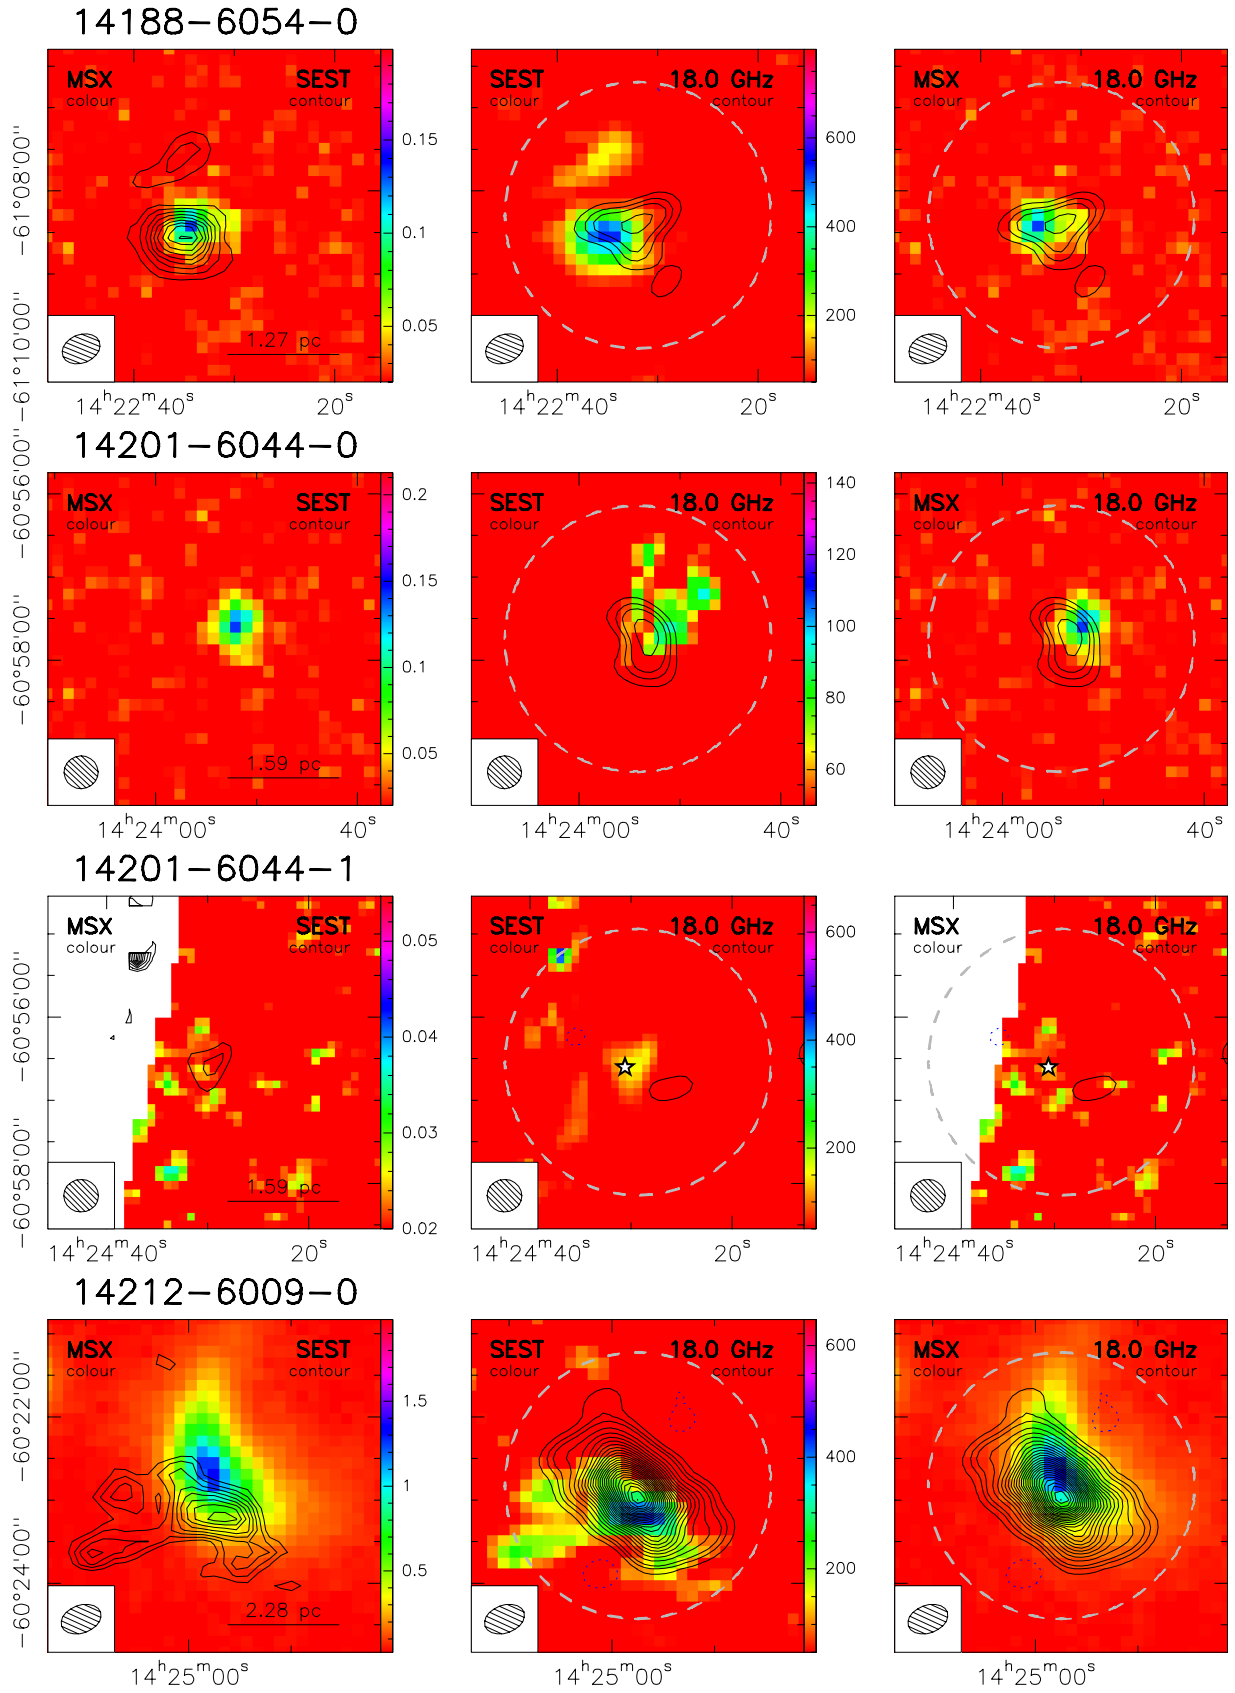 14188−6054−0
MSX SEST
colour contour
SEST 18.0 GHz
colour contour
MSX 18.0 GHz
colour contour
−61°08'00''
−61°10'00''
0.15
0.1
0.05
600
400
200
1.27 pc
14ʰ22ᵐ40ˢ 20ˢ
14ʰ22ᵐ40ˢ 20ˢ
14ʰ22ᵐ40ˢ 20ˢ
14201−6044−0
MSX SEST
colour contour
SEST 18.0 GHz
colour contour
MSX 18.0 GHz
colour contour
−60°56'00''
−60°58'00''
0.2
0.15
0.1
0.05
140
120
100
80
60
1.59 pc
14ʰ24ᵐ00ˢ 40ˢ
14ʰ24ᵐ00ˢ 40ˢ
14ʰ24ᵐ00ˢ 40ˢ
14201−6044−1
MSX SEST
colour contour
SEST 18.0 GHz
colour contour
MSX 18.0 GHz
colour contour
−60°56'00''
−60°58'00''
0.05
0.04
0.03
0.02
600
400
200
1.59 pc
14ʰ24ᵐ40ˢ 20ˢ
14ʰ24ᵐ40ˢ 20ˢ
14ʰ24ᵐ40ˢ 20ˢ
14212−6009−0
MSX SEST
colour contour
SEST 18.0 GHz
colour contour
MSX 18.0 GHz
colour contour
−60°22'00''
−60°24'00''
1.5
1
0.5
600
400
200
2.28 pc
14ʰ25ᵐ00ˢ
14ʰ25ᵐ00ˢ
14ʰ25ᵐ00ˢ